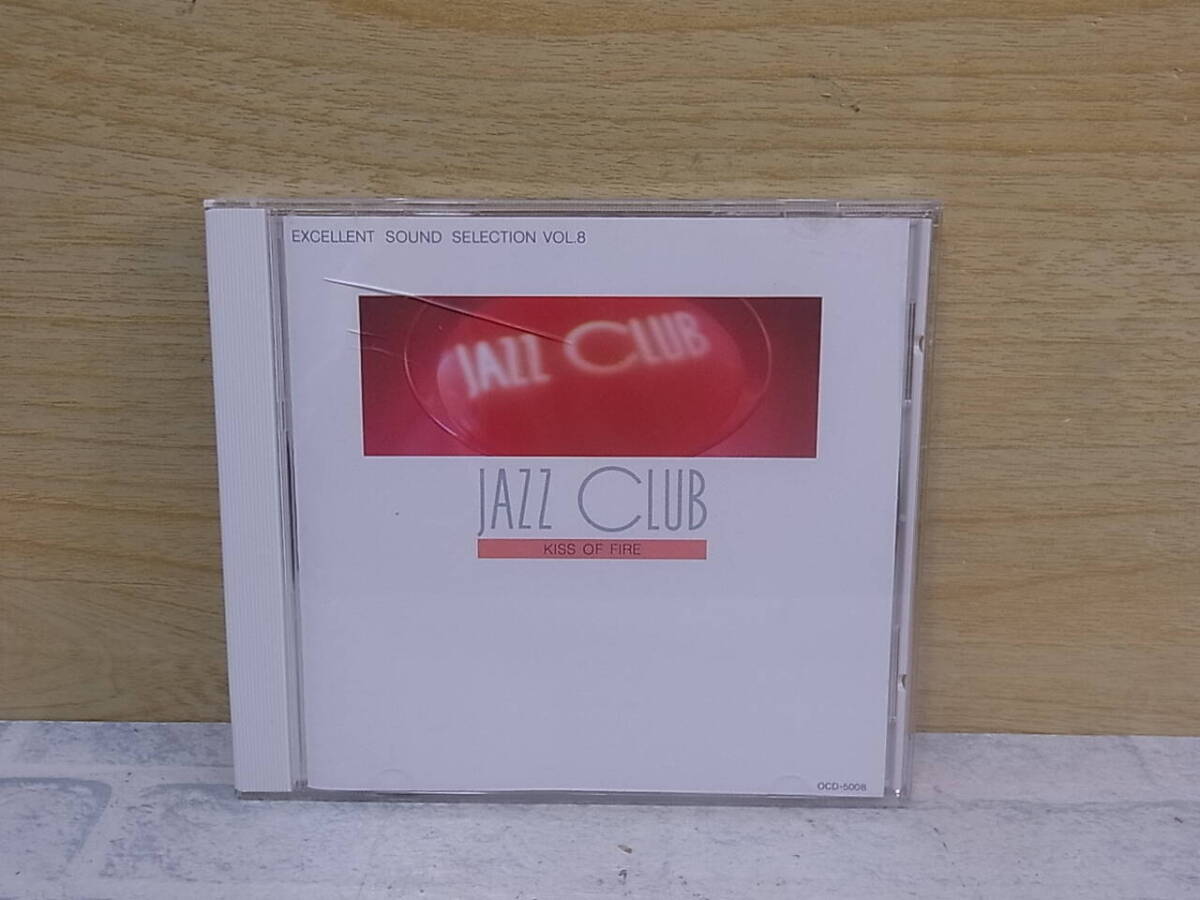 EXCELLENT SOUND SELECTION VOL.8
JAZZ CLUB
JAZZ CLUB
KISS OF FIRE
OCD-5008